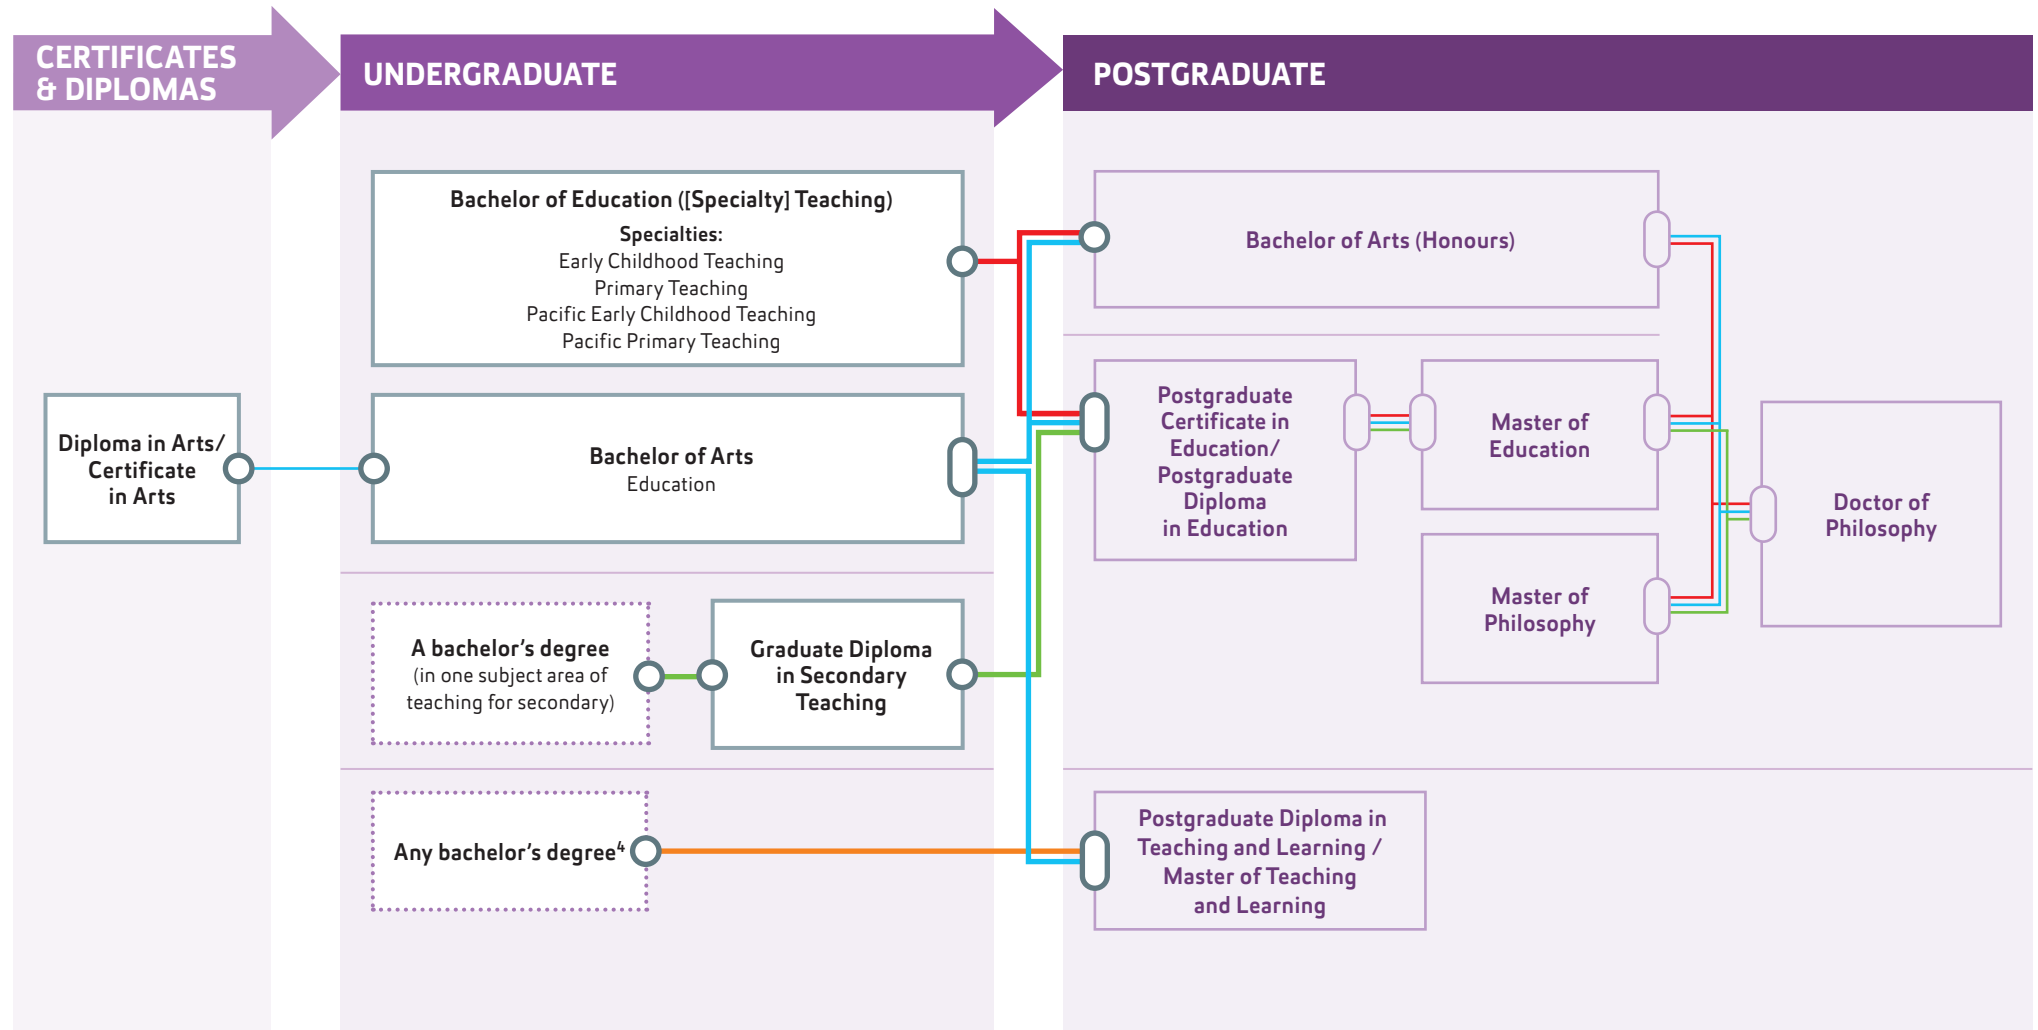 CERTIFICATES
& DIPLOMAS
UNDERGRADUATE
POSTGRADUATE
Bachelor of Education ([Specialty] Teaching)
Specialties:
Early Childhood Teaching
Primary Teaching
Pacific Early Childhood Teaching
Pacific Primary Teaching
Bachelor of Arts (Honours)
Diploma in Arts/
Certificate
in Arts
Bachelor of Arts
Education
Postgraduate
Certificate in
Education/
Postgraduate
Diploma
in Education
Master of
Education
Doctor of
Philosophy
Master of
Philosophy
A bachelor’s degree
(in one subject area of
teaching for secondary)
Graduate Diploma
in Secondary
Teaching
Any bachelor’s degree⁴
Postgraduate Diploma in
Teaching and Learning /
Master of Teaching
and Learning